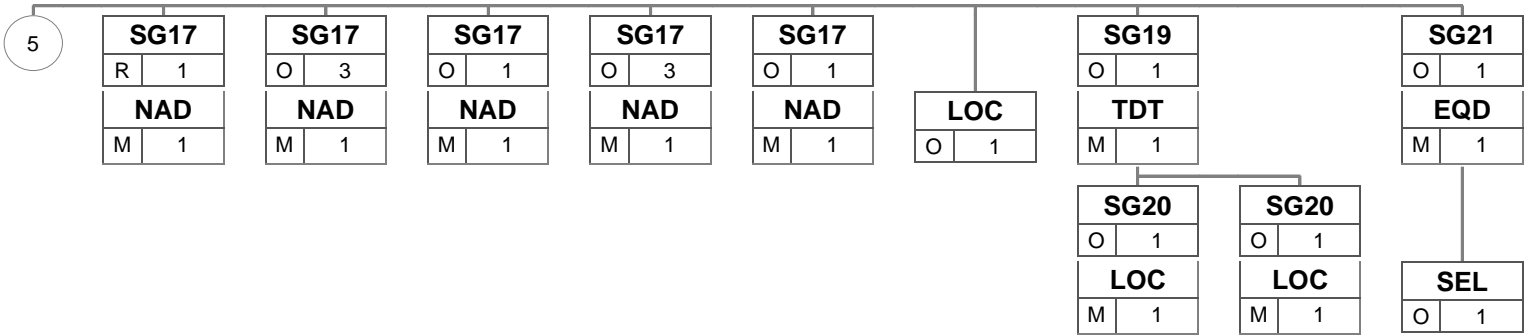 5
SG17 SG17 SG17 SG17 SG17 SG19 SG21
R 1 O 3 O 1 O 3 O 1 O 1 O 1
NAD NAD NAD NAD NAD LOC TDT EQD
M 1 M 1 M 1 M 1 M 1 O 1 M 1 M 1
SG20 SG20
O 1 O 1
LOC LOC SEL
M 1 M 1 O 1